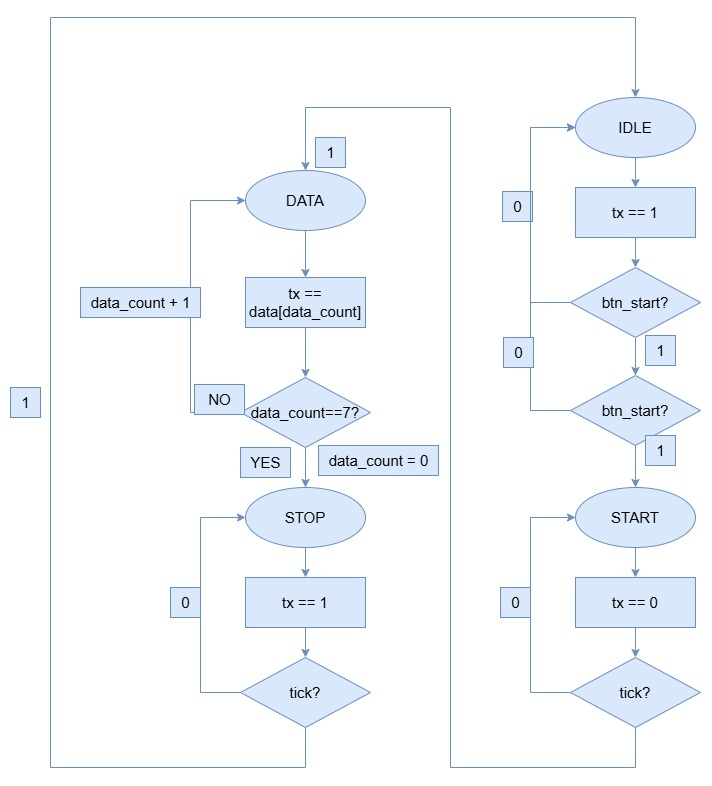 IDLE
1
DATA
0
tx == 1
tx ==
data[data_count]
data_count + 1
btn_start?
1
0
1
NO
data_count==7?
btn_start?
1
YES
data_count = 0
STOP
START
0
tx == 1
0
tx == 0
tick?
tick?